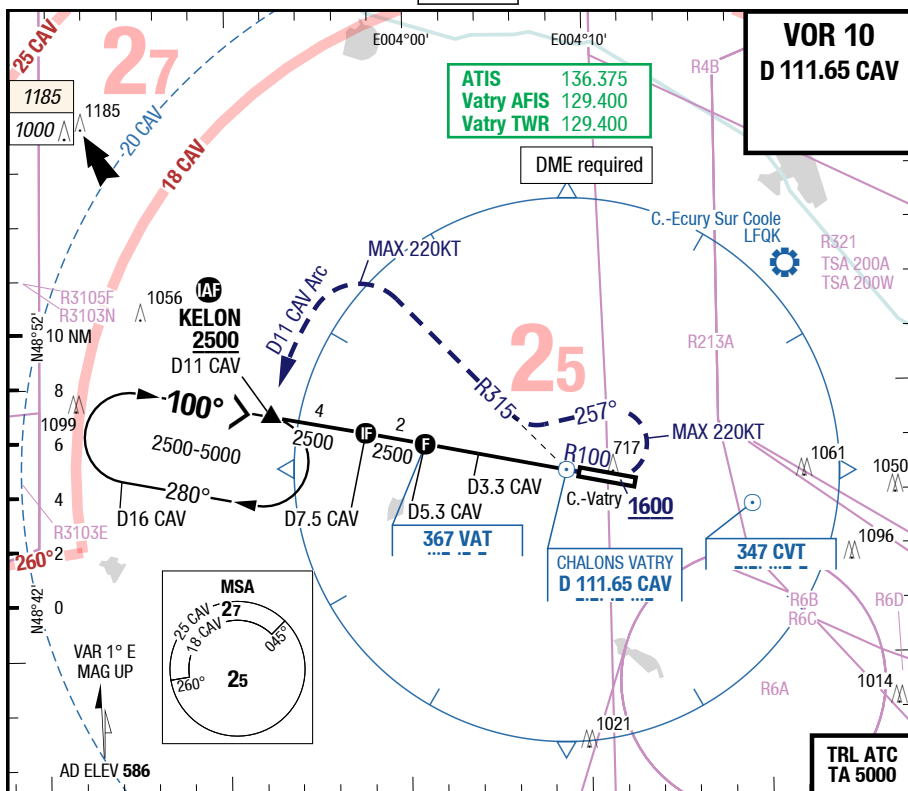 E004°00'
E004°10'
VOR 10
D 111.65 CAV
25 CAV
27
R4B
1185
1185
1000
ATIS 136.375
Vatry AFIS 129.400
Vatry TWR 129.400
20 CAV
18 CAV
DME required
C.-Ecury Sur Coole
LFQK
R321
TSA 200A
TSA 200W
MAX 220KT
IAF
KELON
2500
D11 CAV
1056
R3105F
R3103N
N48°52'
10 NM
D11 CAV Arc
R213A
25
8
100°
4
2
R315
257°
MAX 220KT
1099
6
2500-5000
2500
IF
2500
F
R100
717
1061
1050
280°
D3.3 CAV
C.-Vatry
1600
4
D16 CAV
D7.5 CAV
D5.3 CAV
R3103E
367 VAT
CHALONS VATRY
D 111.65 CAV
347 CVT
1096
260°
2
MSA
25 CAV
27
18 CAV
045°
260°
25
N48°42'
0
R6B
R6C
R6D
VAR 1° E
MAG UP
R6A
1014
1021
AD ELEV 586
TRL ATC
TA 5000